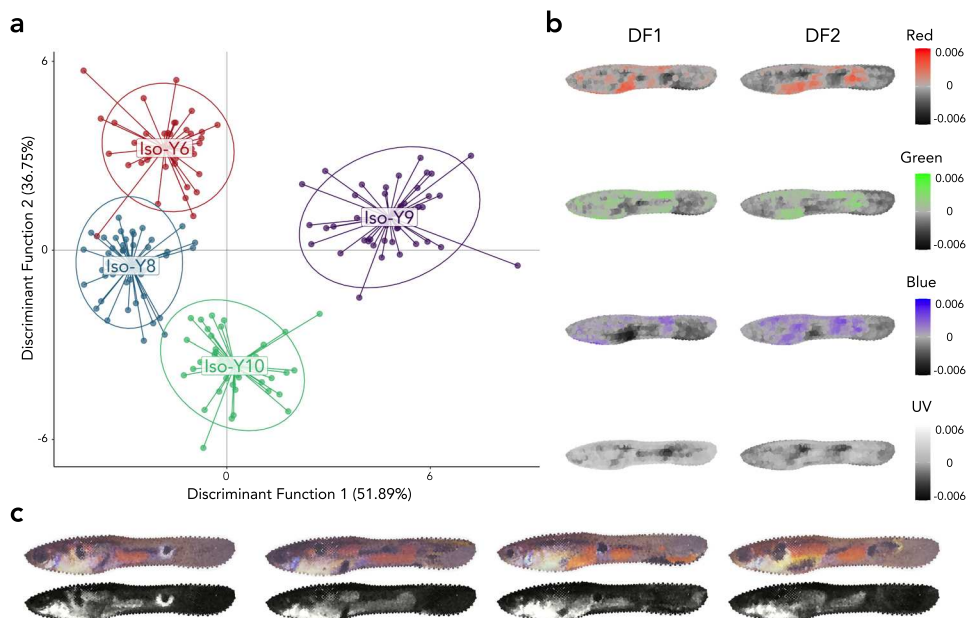 a
6
0
-6
0
6
Discriminant Function 2 (36.75%)
Discriminant Function 1 (51.89%)
Iso-Y6
Iso-Y9
Iso-Y8
Iso-Y10
b
DF1
DF2
Red
0.006
0
-0.006
Green
0.006
0
-0.006
Blue
0.006
0
-0.006
UV
0.006
0
-0.006
c